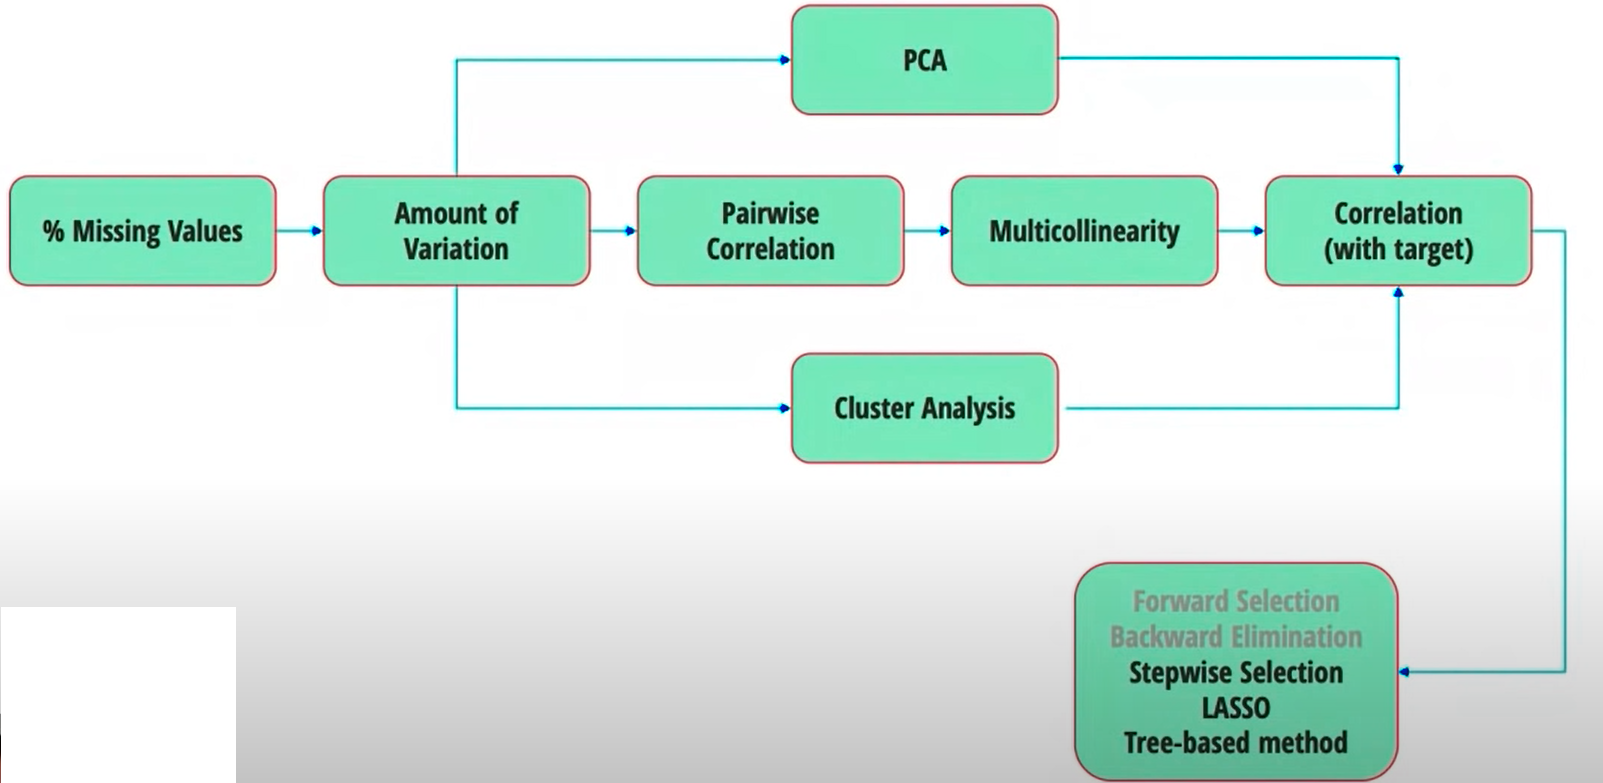 PCA
% Missing Values
Amount of
Variation
Pairwise
Correlation
Multicollinearity
Correlation
(with target)
Cluster Analysis
Forward Selection
Backward Elimination
Stepwise Selection
LASSO
Tree-based method